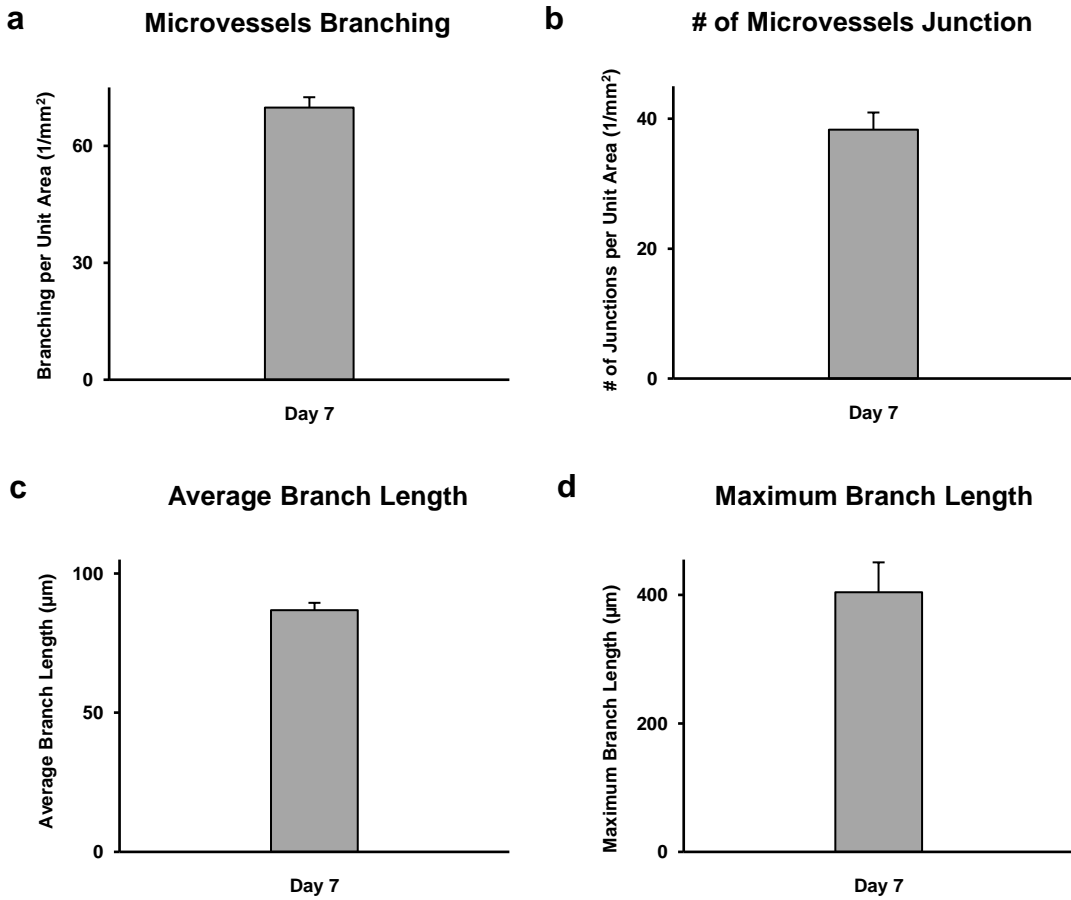 a
Microvessels Branching
Branching per Unit Area (1/mm²)
60
30
0
Day 7
b
# of Microvessels Junction
# of Junctions per Unit Area (1/mm²)
40
20
0
Day 7
c
Average Branch Length
Average Branch Length (µm)
100
50
0
Day 7
d
Maximum Branch Length
Maximum Branch Length (µm)
400
200
0
Day 7